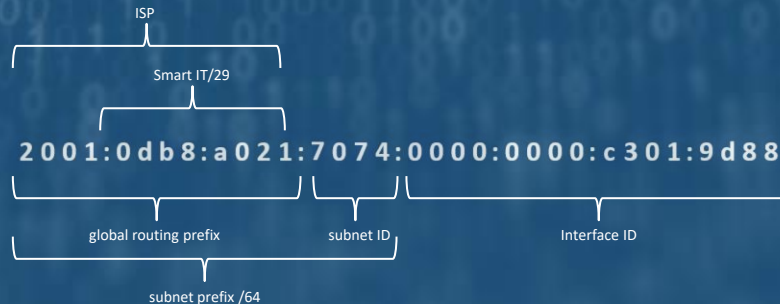 ISP
Smart IT/29
2001:0db8:a021:7074:0000:0000:c301:9d88
global routing prefix
subnet ID
Interface ID
subnet prefix /64